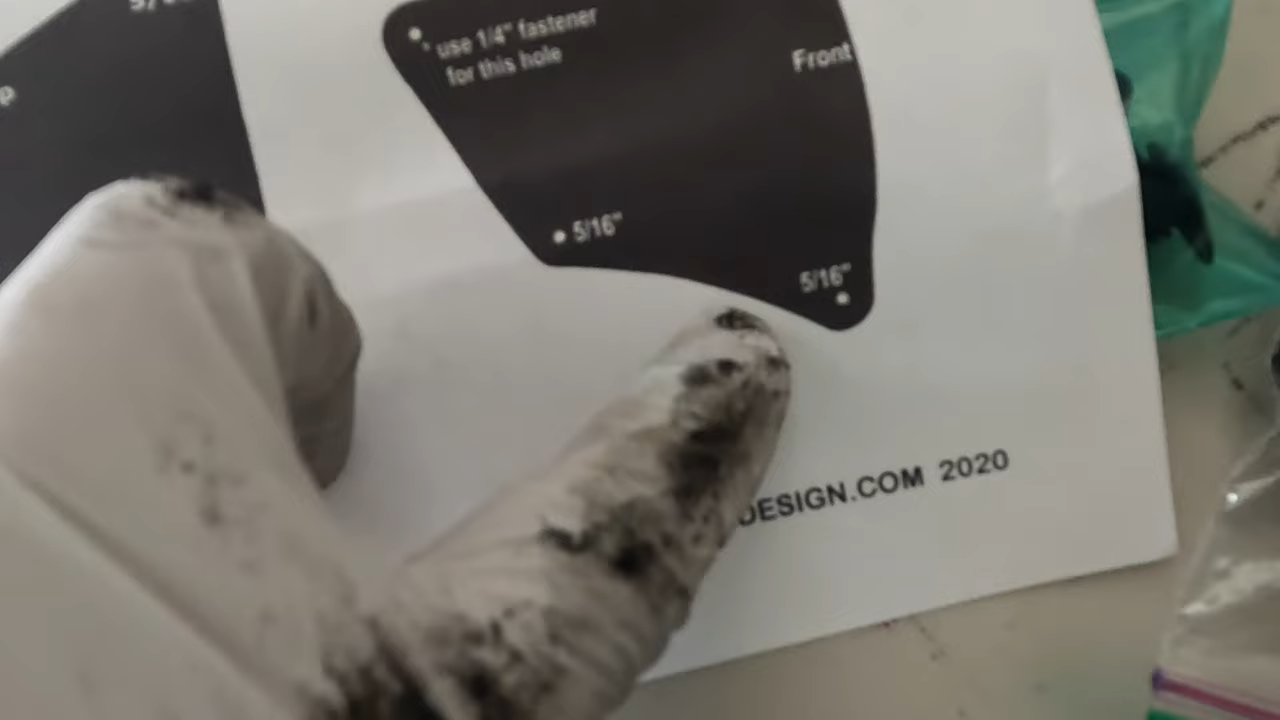 use 1/4" fastener
for this hole
Front
5/16"
5/16"
DESIGN.COM 2020